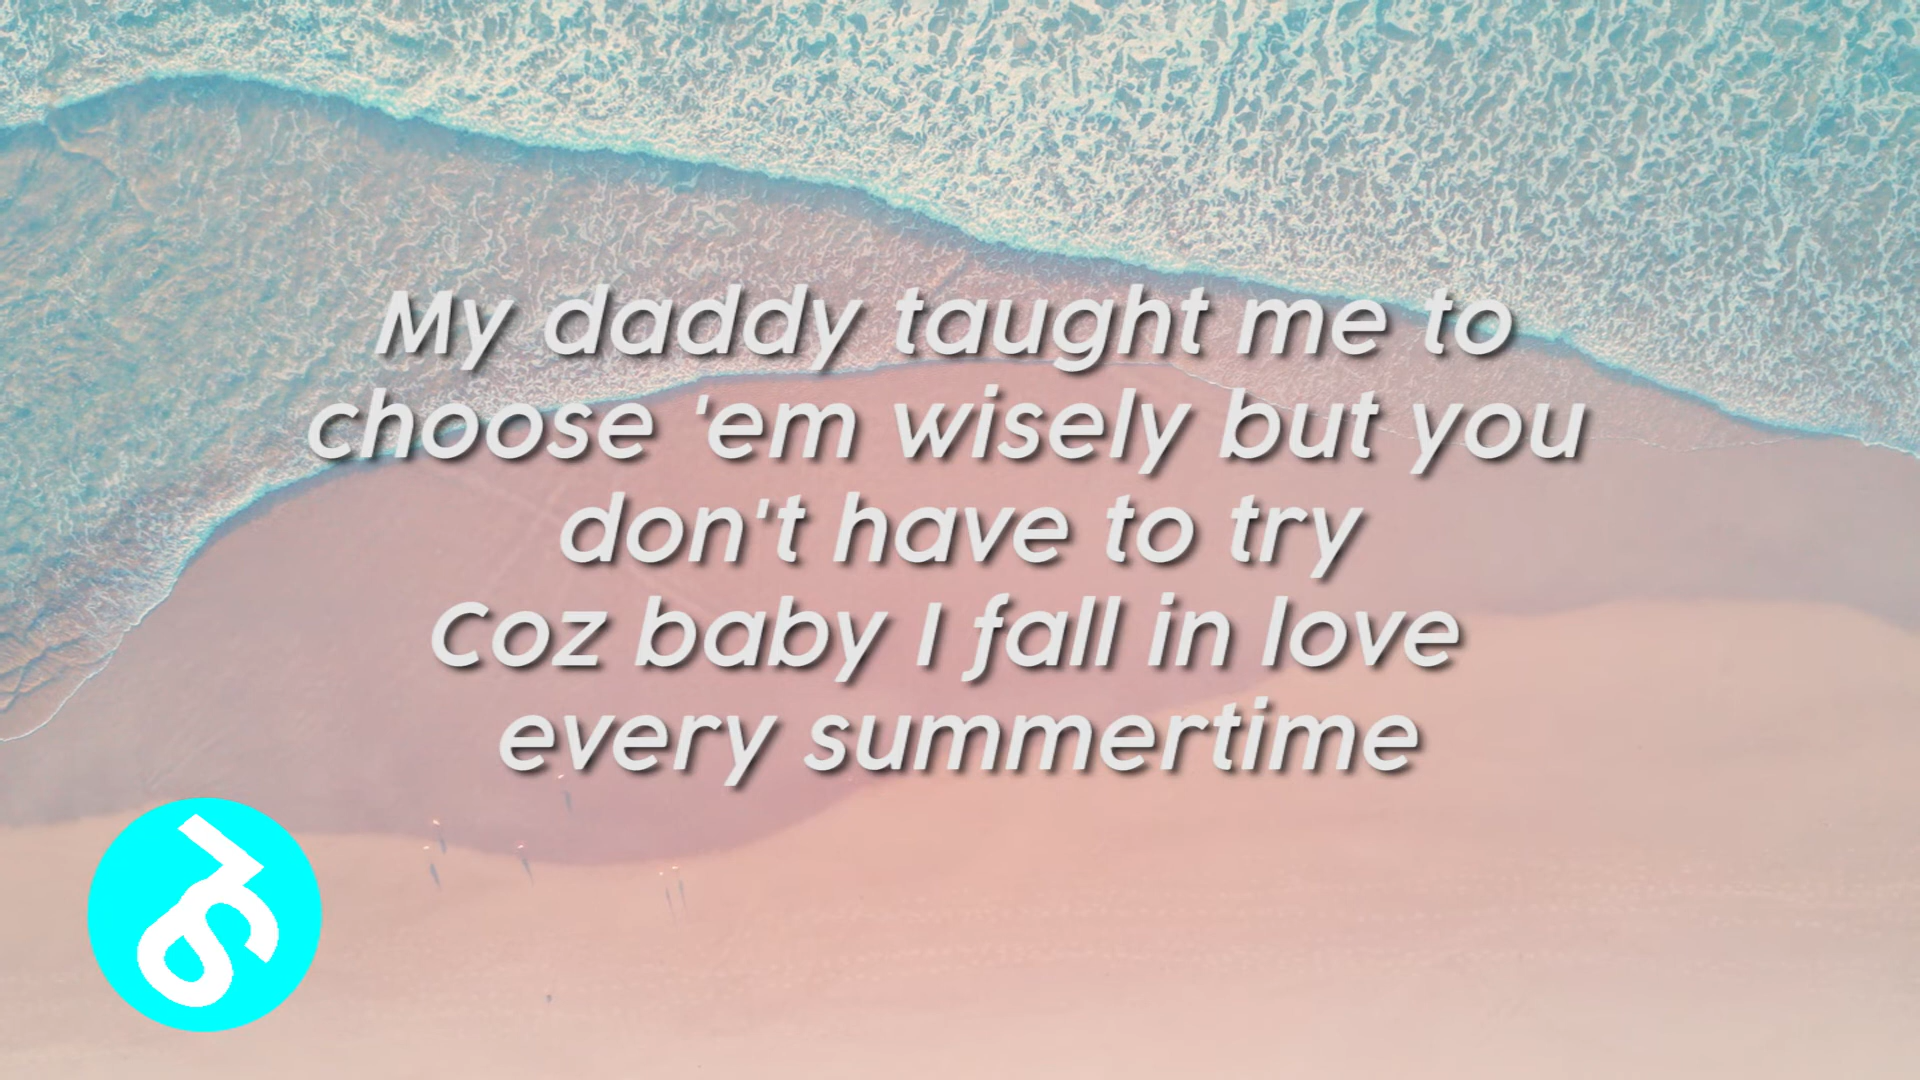 My daddy taught me to
choose 'em wisely but you
don't have to try
Coz baby I fall in love
every summertime